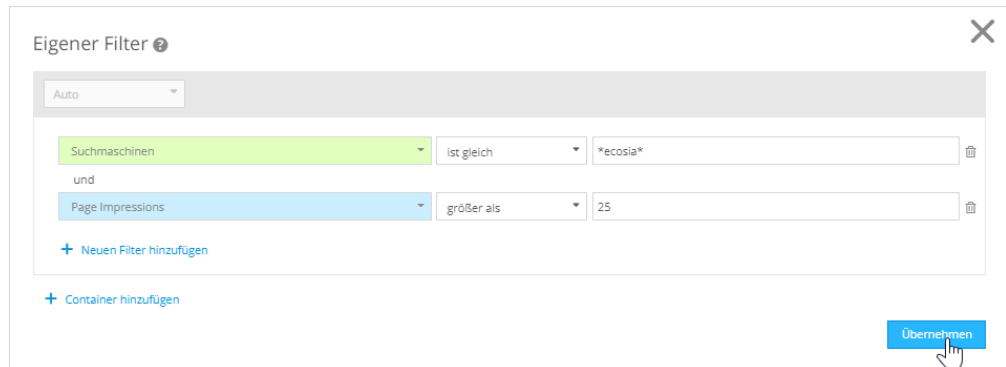 Eigener Filter
Auto
Suchmaschinen ist gleich *ecosia*
und
Page Impressions größer als 25
+ Neuen Filter hinzufügen
+ Container hinzufügen
Übernehmen